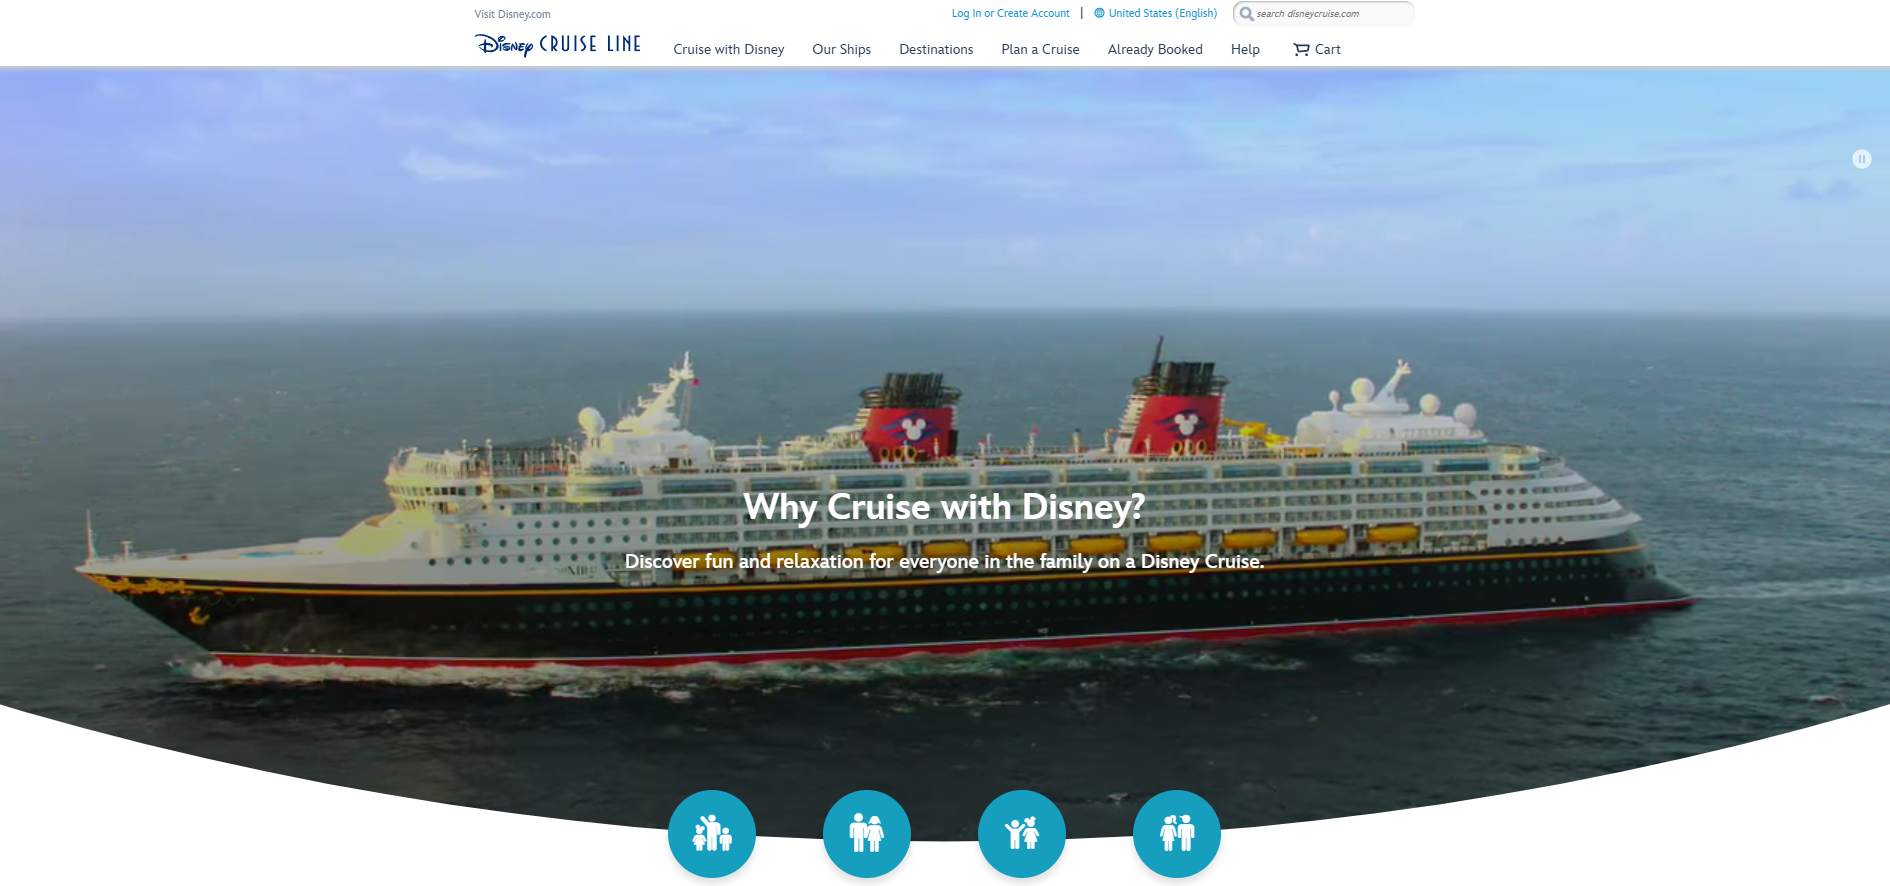 Visit Disney.com
Log In or Create Account | United States (English)
search disneycruise.com
Disney CRUISE LINE
Cruise with Disney
Our Ships
Destinations
Plan a Cruise
Already Booked
Help
Cart
Why Cruise with Disney?
Discover fun and relaxation for everyone in the family on a Disney Cruise.